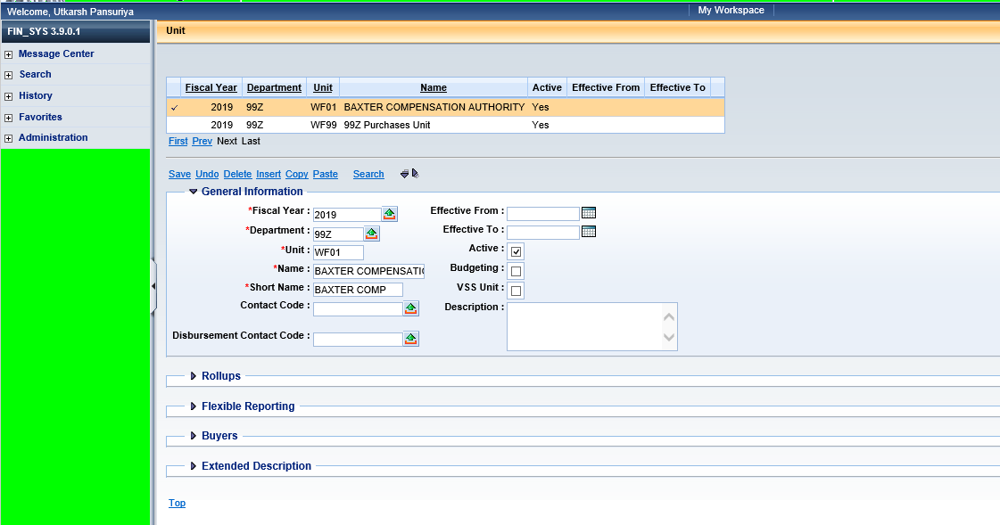 Welcome, Utkarsh Pansuriya
My Workspace
FIN_SYS 3.9.0.1
Message Center
Search
History
Favorites
Administration
Unit
Fiscal Year Department Unit Name Active Effective From Effective To
2019 99Z WF01 BAXTER COMPENSATION AUTHORITY Yes
2019 99Z WF99 99Z Purchases Unit Yes
First Prev Next Last
Save Undo Delete Insert Copy Paste Search
General Information
*Fiscal Year : 2019
*Department : 99Z
*Unit : WF01
*Name : BAXTER COMPENSATIO
*Short Name : BAXTER COMP
Contact Code :
Disbursement Contact Code :
Effective From :
Effective To :
Active :
Budgeting :
VSS Unit :
Description :
Rollups
Flexible Reporting
Buyers
Extended Description
Top